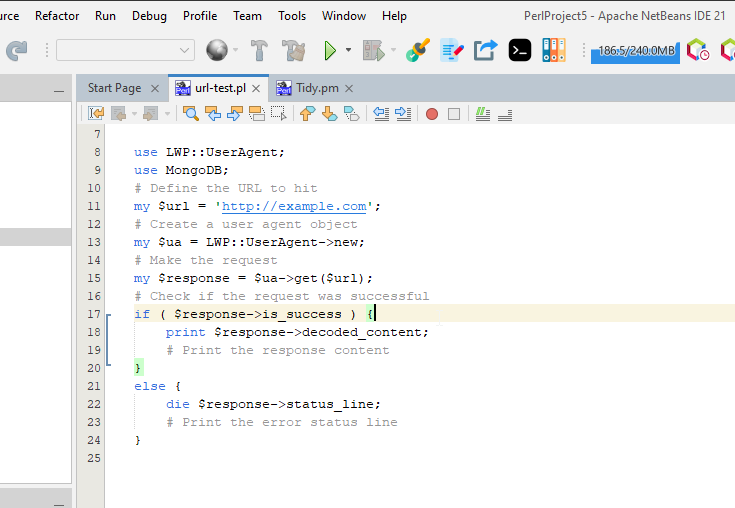 urce Refactor Run Debug Profile Team Tools Window Help PerlProject5 - Apache NetBeans IDE 21
186.5/240.0MB
Start Page url-test.pl Tidy.pm
7
8 use LWP::UserAgent;
9 use MongoDB;
10 # Define the URL to hit
11 my $url = 'http://example.com';
12 # Create a user agent object
13 my $ua = LWP::UserAgent->new;
14 # Make the request
15 my $response = $ua->get($url);
16 # Check if the request was successful
17 if ( $response->is_success ) {
18 print $response->decoded_content;
19 # Print the response content
20 }
21 else {
22 die $response->status_line;
23 # Print the error status line
24 }
25